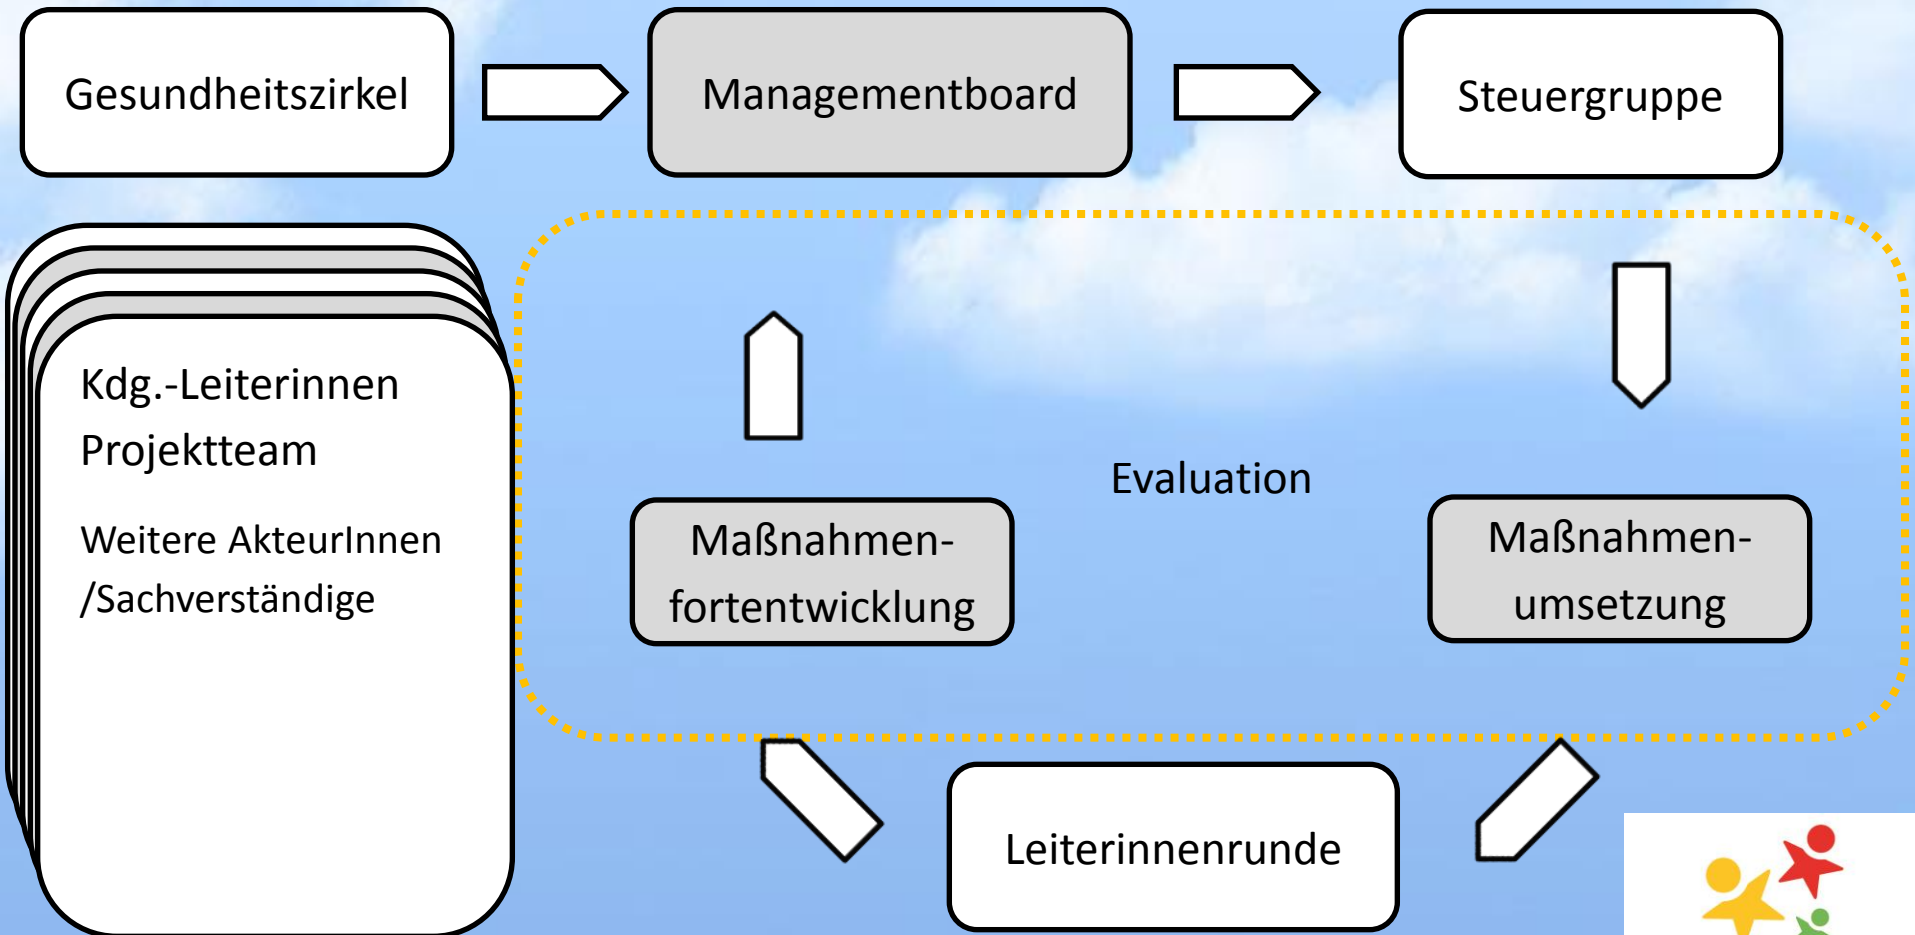 Gesundheitszirkel
Managementboard
Steuergruppe
Kdg.-Leiterinnen
Projektteam
Weitere AkteurInnen
/Sachverständige
Evaluation
Maßnahmen-
fortentwicklung
Maßnahmen-
umsetzung
Leiterinnenrunde